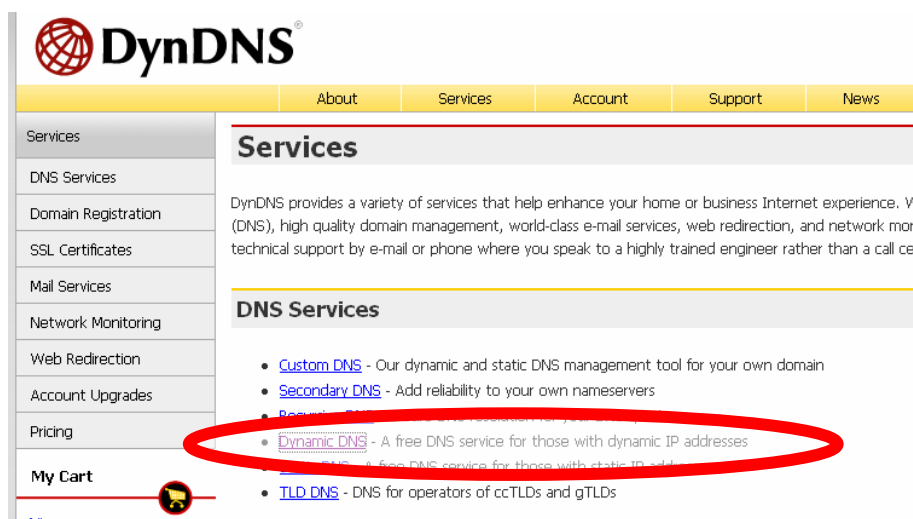 DynDNS®
About Services Account Support News
Services
DNS Services
Domain Registration
SSL Certificates
Mail Services
Network Monitoring
Web Redirection
Account Upgrades
Pricing
My Cart
Services
DynDNS provides a variety of services that help enhance your home or business Internet experience.
(DNS), high quality domain management, world-class e-mail services, web redirection, and network
technical support by e-mail or phone where you speak to a highly trained engineer rather than a call
DNS Services
• Custom DNS - Our dynamic and static DNS management tool for your own domain
• Secondary DNS - Add reliability to your own nameservers
• Dynamic DNS - A free DNS service for those with dynamic IP addresses
DNS - A free DNS service for those with static IP
• TLD DNS - DNS for operators of ccTLDs and gTLDs